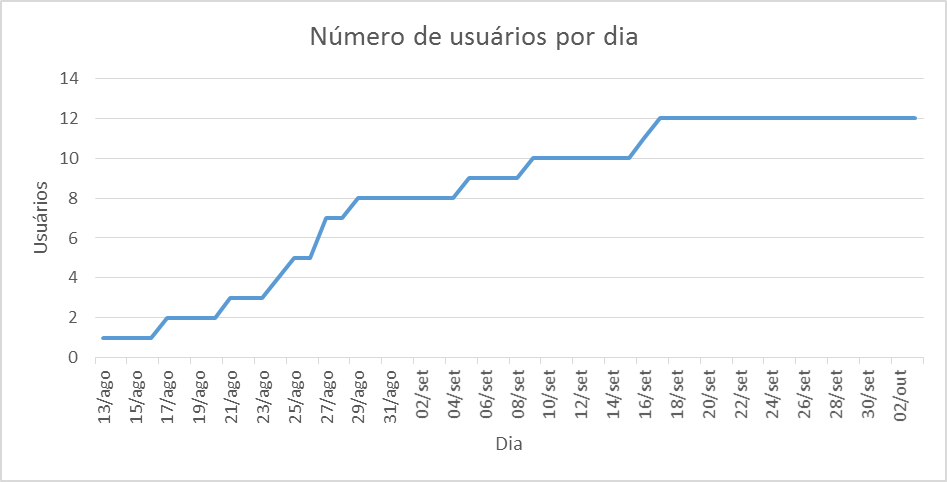 Número de usuários por dia
14
12
10
8
6
4
2
0
Usuários
13/ago
15/ago
17/ago
19/ago
21/ago
23/ago
25/ago
27/ago
29/ago
31/ago
02/set
04/set
06/set
08/set
10/set
12/set
14/set
16/set
18/set
20/set
22/set
24/set
26/set
28/set
30/set
02/out
Dia